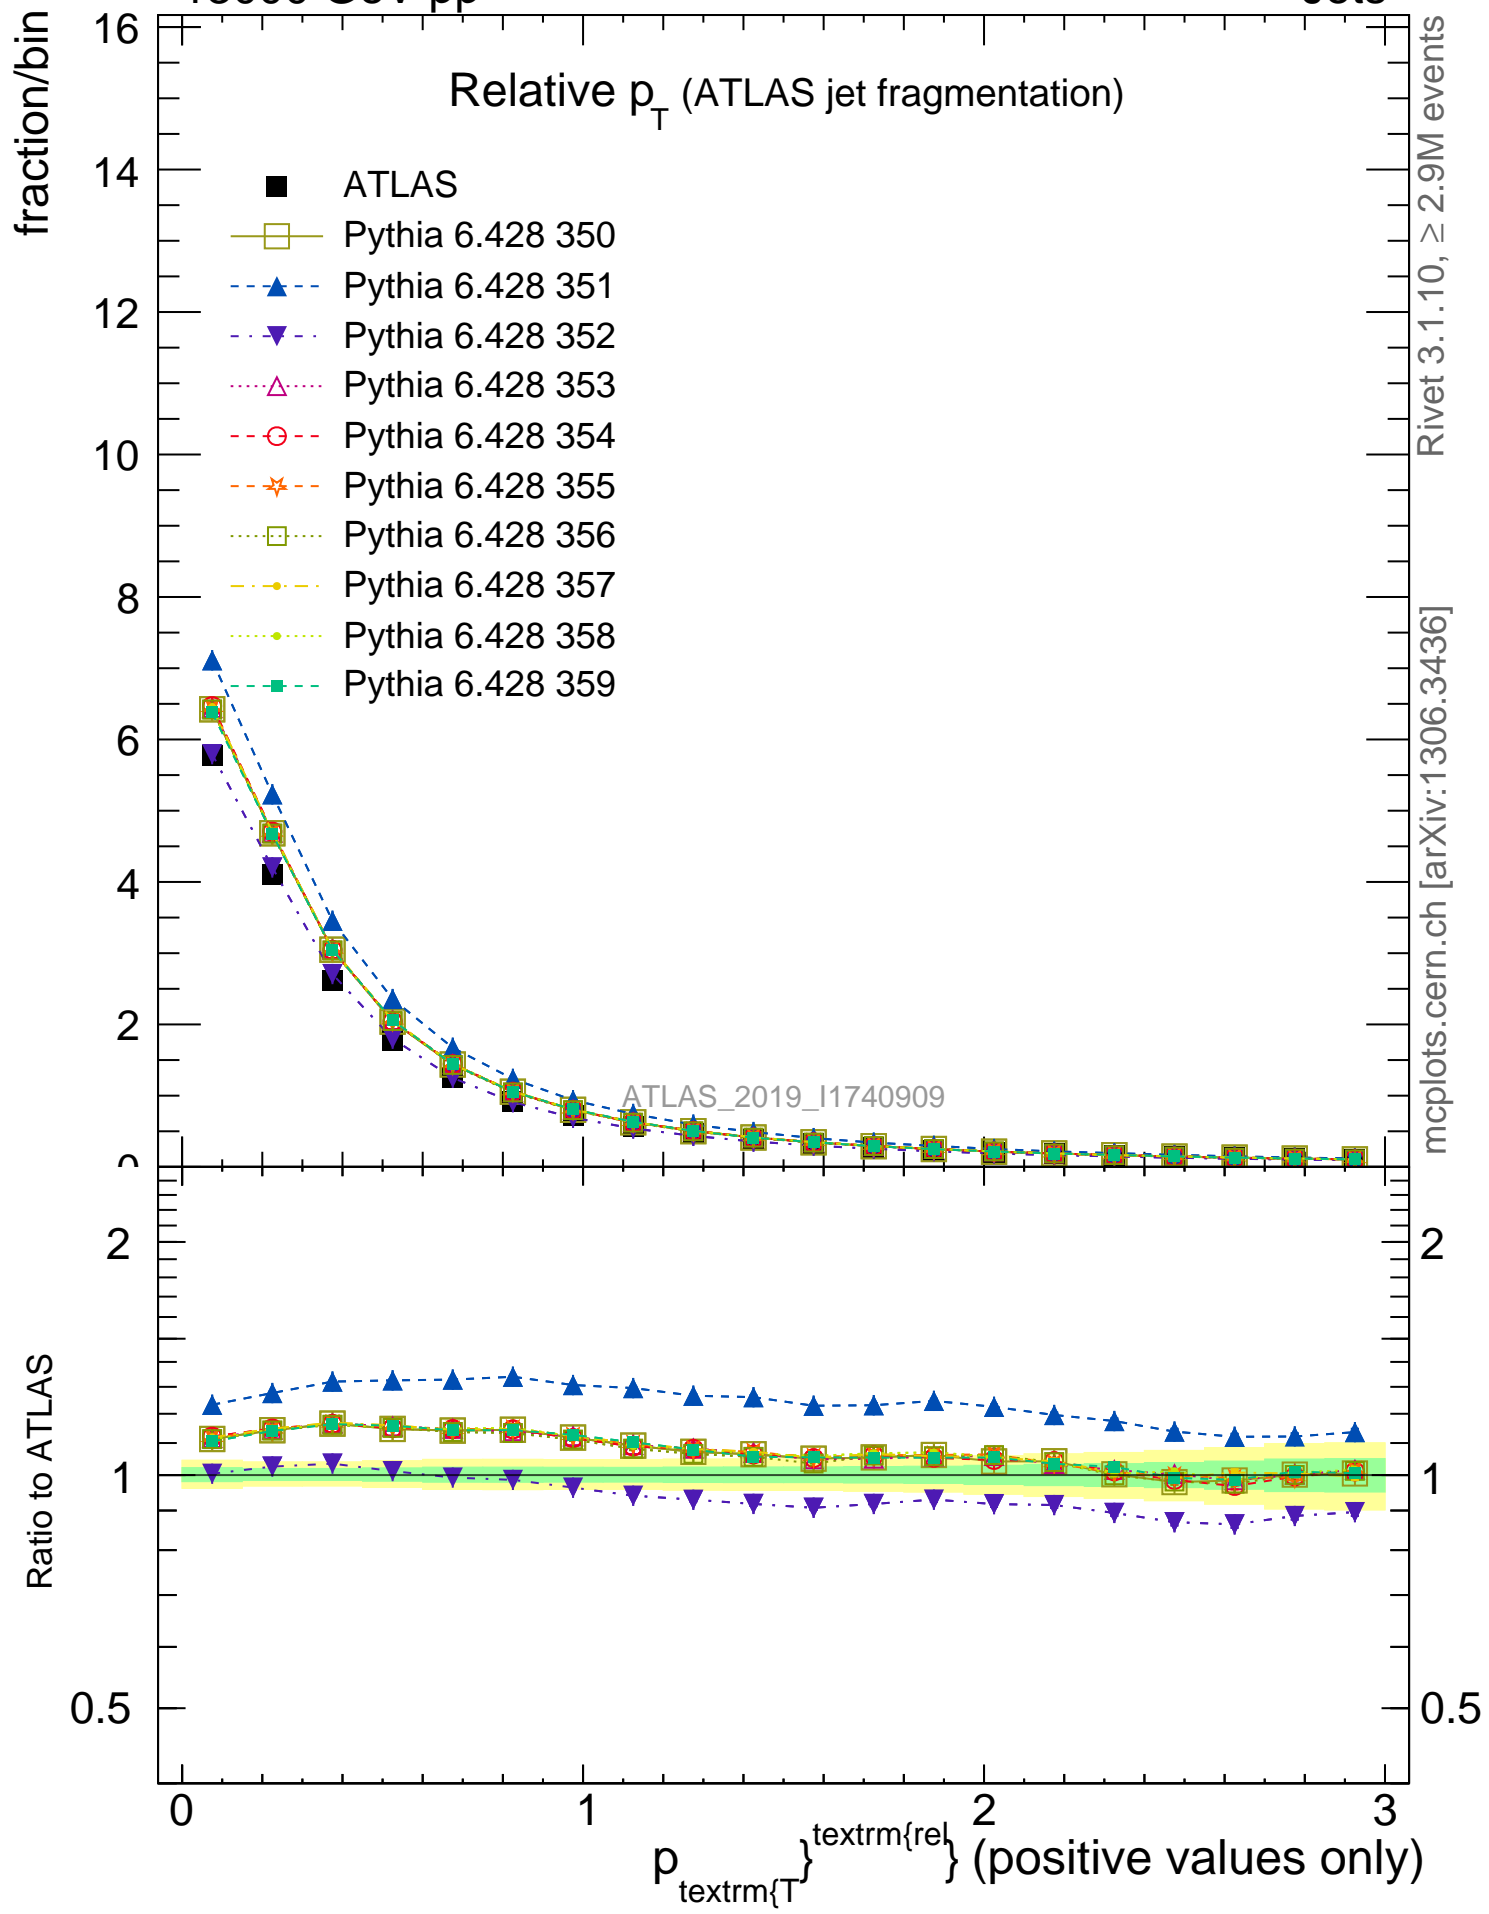 fraction/bin
Relative p_T (ATLAS jet fragmentation)
ATLAS
Pythia 6.428 350
Pythia 6.428 351
Pythia 6.428 352
Pythia 6.428 353
Pythia 6.428 354
Pythia 6.428 355
Pythia 6.428 356
Pythia 6.428 357
Pythia 6.428 358
Pythia 6.428 359
16
14
12
10
8
6
4
2
0
ATLAS_2019_I1740909
Rivet 3.1.10, ≥ 2.9M events
mcplots.cern.ch [arXiv:1306.3436]
Ratio to ATLAS
2
1
0.5
2
1
0.5
0 1 2 3
p_textrm{T}^textrm{rel} (positive values only)